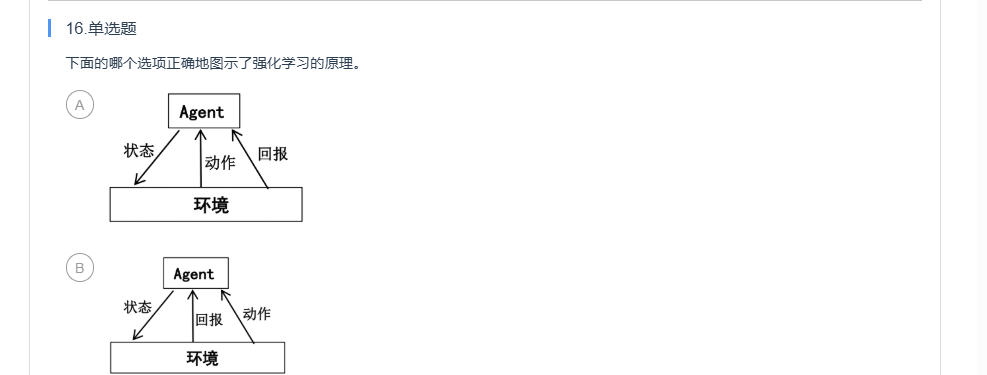 16.单选题
下面的哪个选项正确地图示了强化学习的原理。
A
Agent
状态
动作
回报
环境
B
Agent
状态
回报
动作
环境